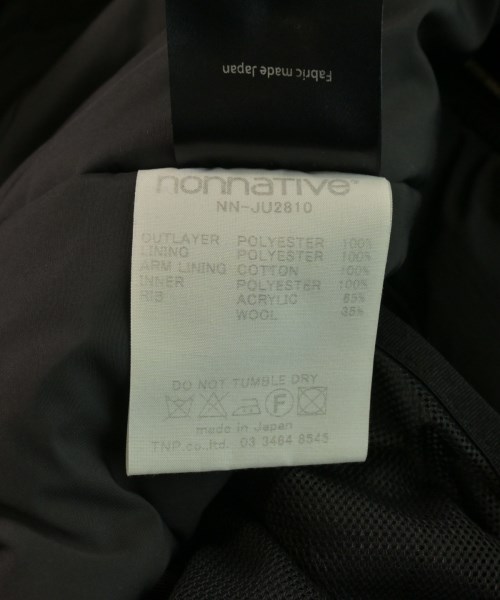 Fabric made Japan
nonnative
NN-JU2810
OUTLAYER POLYESTER 100%
LINING POLYESTER 100%
ARM LINING COTTON 100%
INNER POLYESTER 100%
RIB ACRYLIC 65%
WOOL 35%
DO NOT TUMBLE DRY
F
made in Japan
TNP.co.,ltd. 03 3464 8545